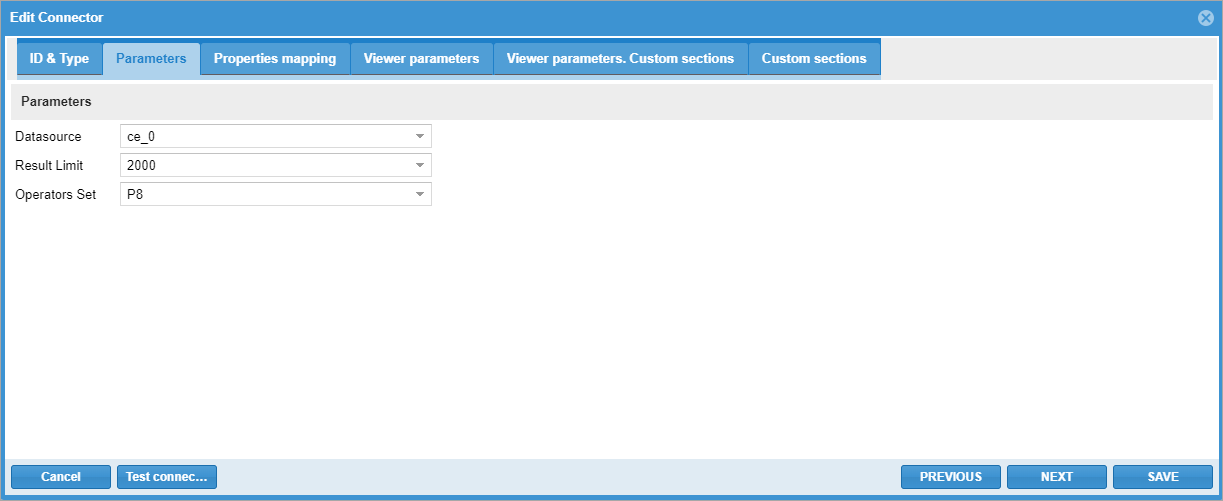 Edit Connector
ID & Type Parameters Properties mapping Viewer parameters Viewer parameters. Custom sections Custom sections
Parameters
Datasource ce_0
Result Limit 2000
Operators Set P8
Cancel Test connec... PREVIOUS NEXT SAVE